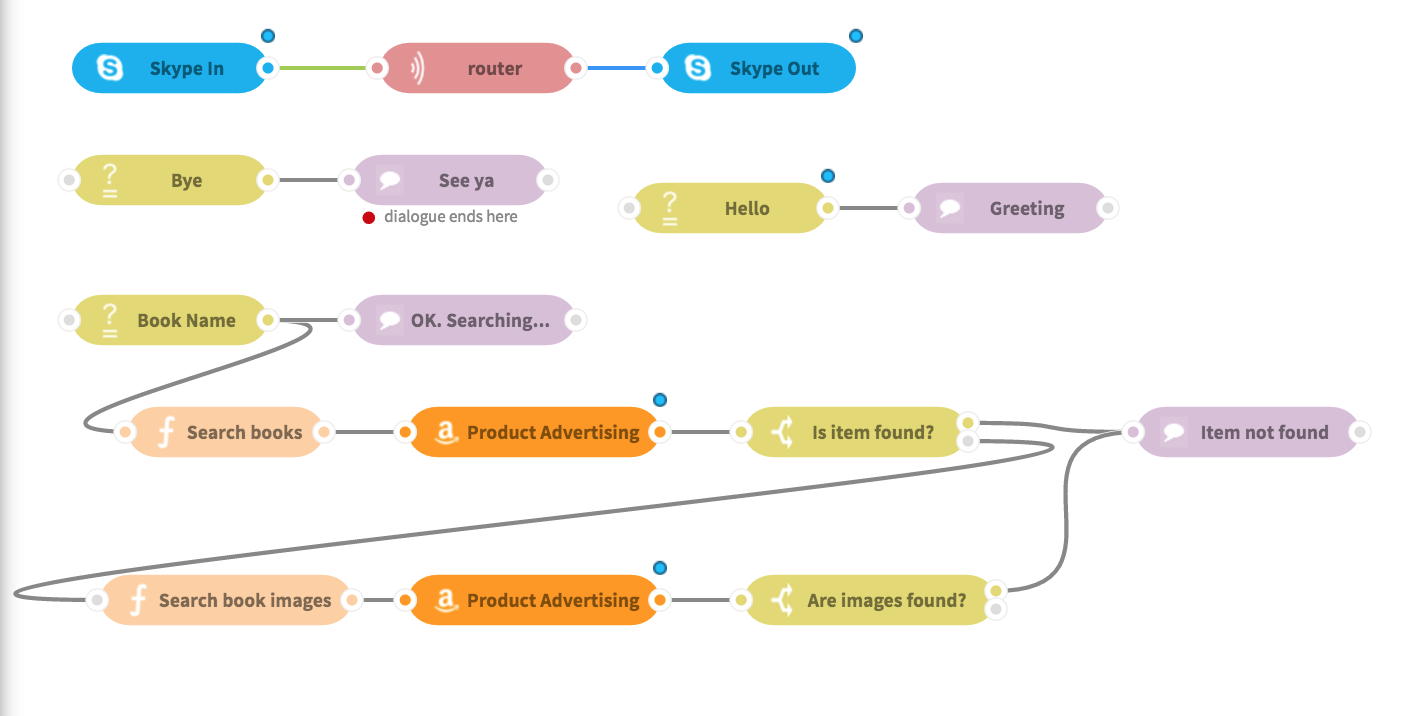 Skype In
router
Skype Out
Bye
See ya
dialogue ends here
Hello
Greeting
Book Name
OK. Searching...
Search books
Product Advertising
Is item found?
Item not found
Search book images
Product Advertising
Are images found?